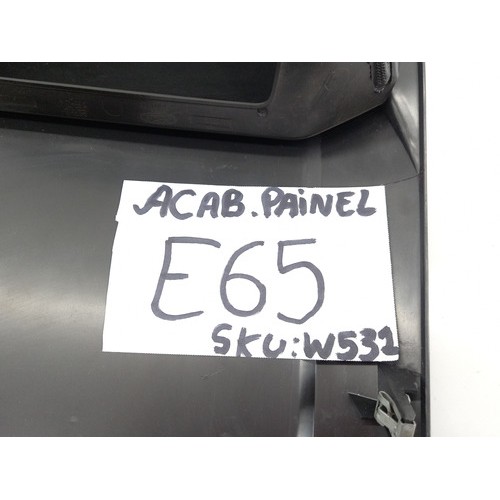 ACAB. PAiNEL
E65
SKU: W531